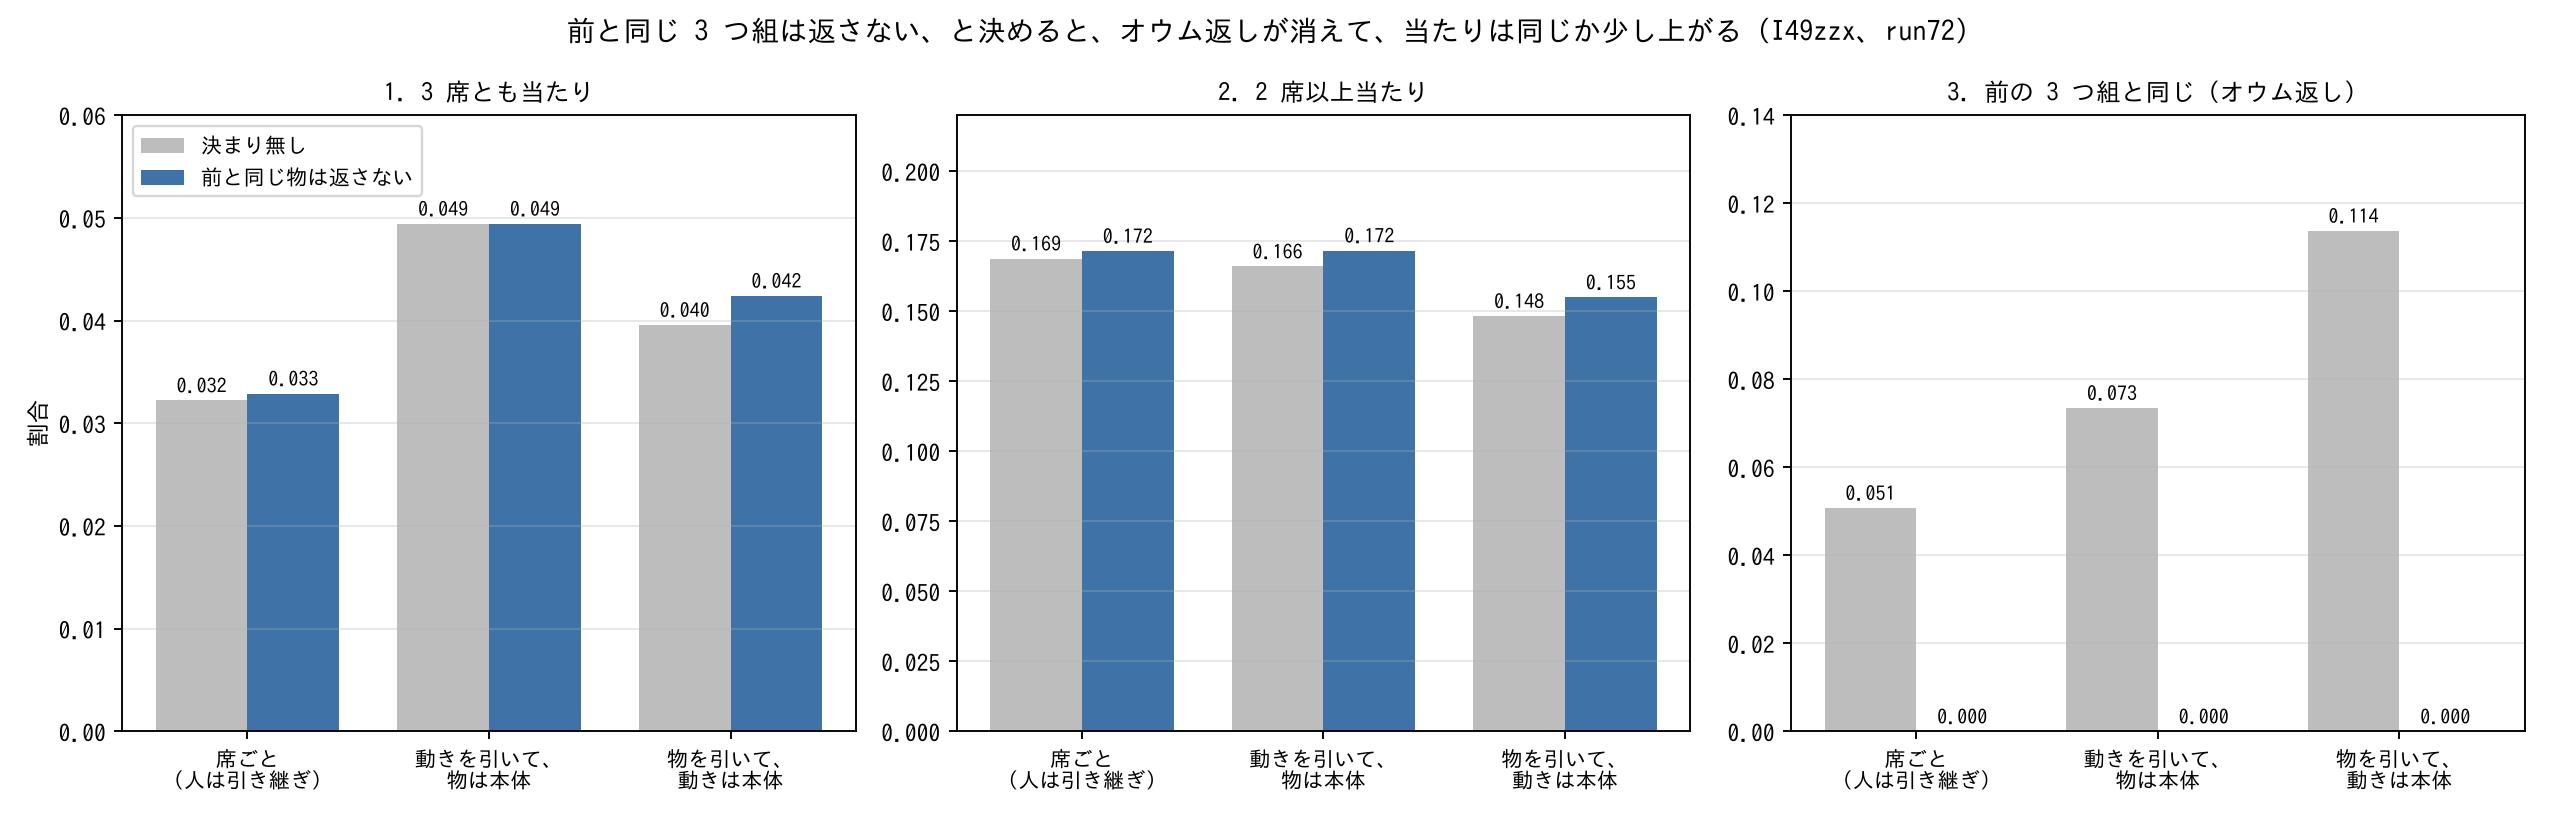 前と同じ 3 つ組は返さない、と決めると、オウム返しが消えて、当たりは同じか少し上がる (I49zzx、run72)
1. 3 席とも当たり
決まり無し
前と同じ物は返さない
割合
0.06
0.05
0.04
0.03
0.02
0.01
0.00
0.032
0.033
0.049
0.049
0.040
0.042
席ごと
(人は引き継ぎ)
動きを引いて、
物は本体
物を引いて、
動きは本体
2. 2 席以上当たり
0.200
0.175
0.150
0.125
0.100
0.075
0.050
0.025
0.000
0.169
0.172
0.166
0.172
0.148
0.155
席ごと
(人は引き継ぎ)
動きを引いて、
物は本体
物を引いて、
動きは本体
3. 前の 3 つ組と同じ (オウム返し)
0.14
0.12
0.10
0.08
0.06
0.04
0.02
0.00
0.051
0.000
0.073
0.000
0.114
0.000
席ごと
(人は引き継ぎ)
動きを引いて、
物は本体
物を引いて、
動きは本体